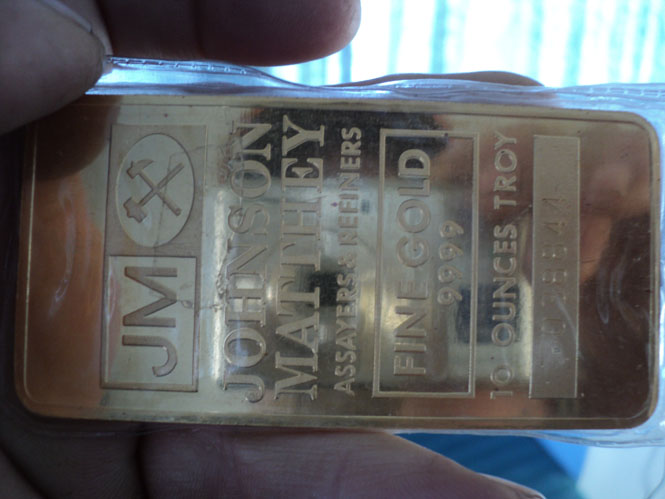 JM
JOHNSON
MATTHEY
ASSAYERS & REFINERS
FINE GOLD
9999
10 OUNCES TROY